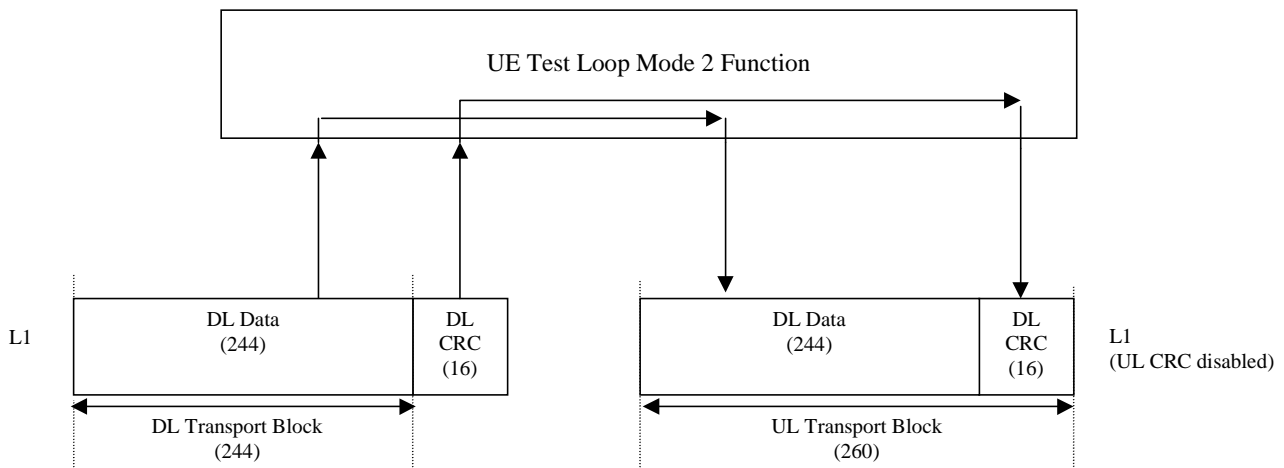 UE Test Loop Mode 2 Function
L1
DL Data
(244)
DL
CRC
(16)
DL Transport Block
(244)
DL Data
(244)
DL
CRC
(16)
UL Transport Block
(260)
L1
(UL CRC disabled)